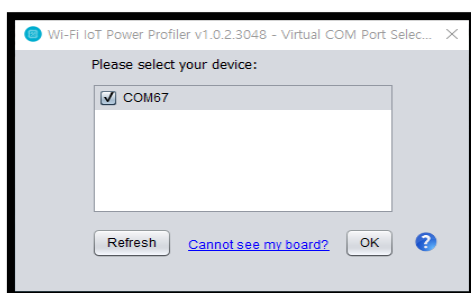 Wi-Fi IoT Power Profiler v1.0.2.3048 - Virtual COM Port Selec...
Please select your device:
COM67
Refresh Cannot see my board? OK ?